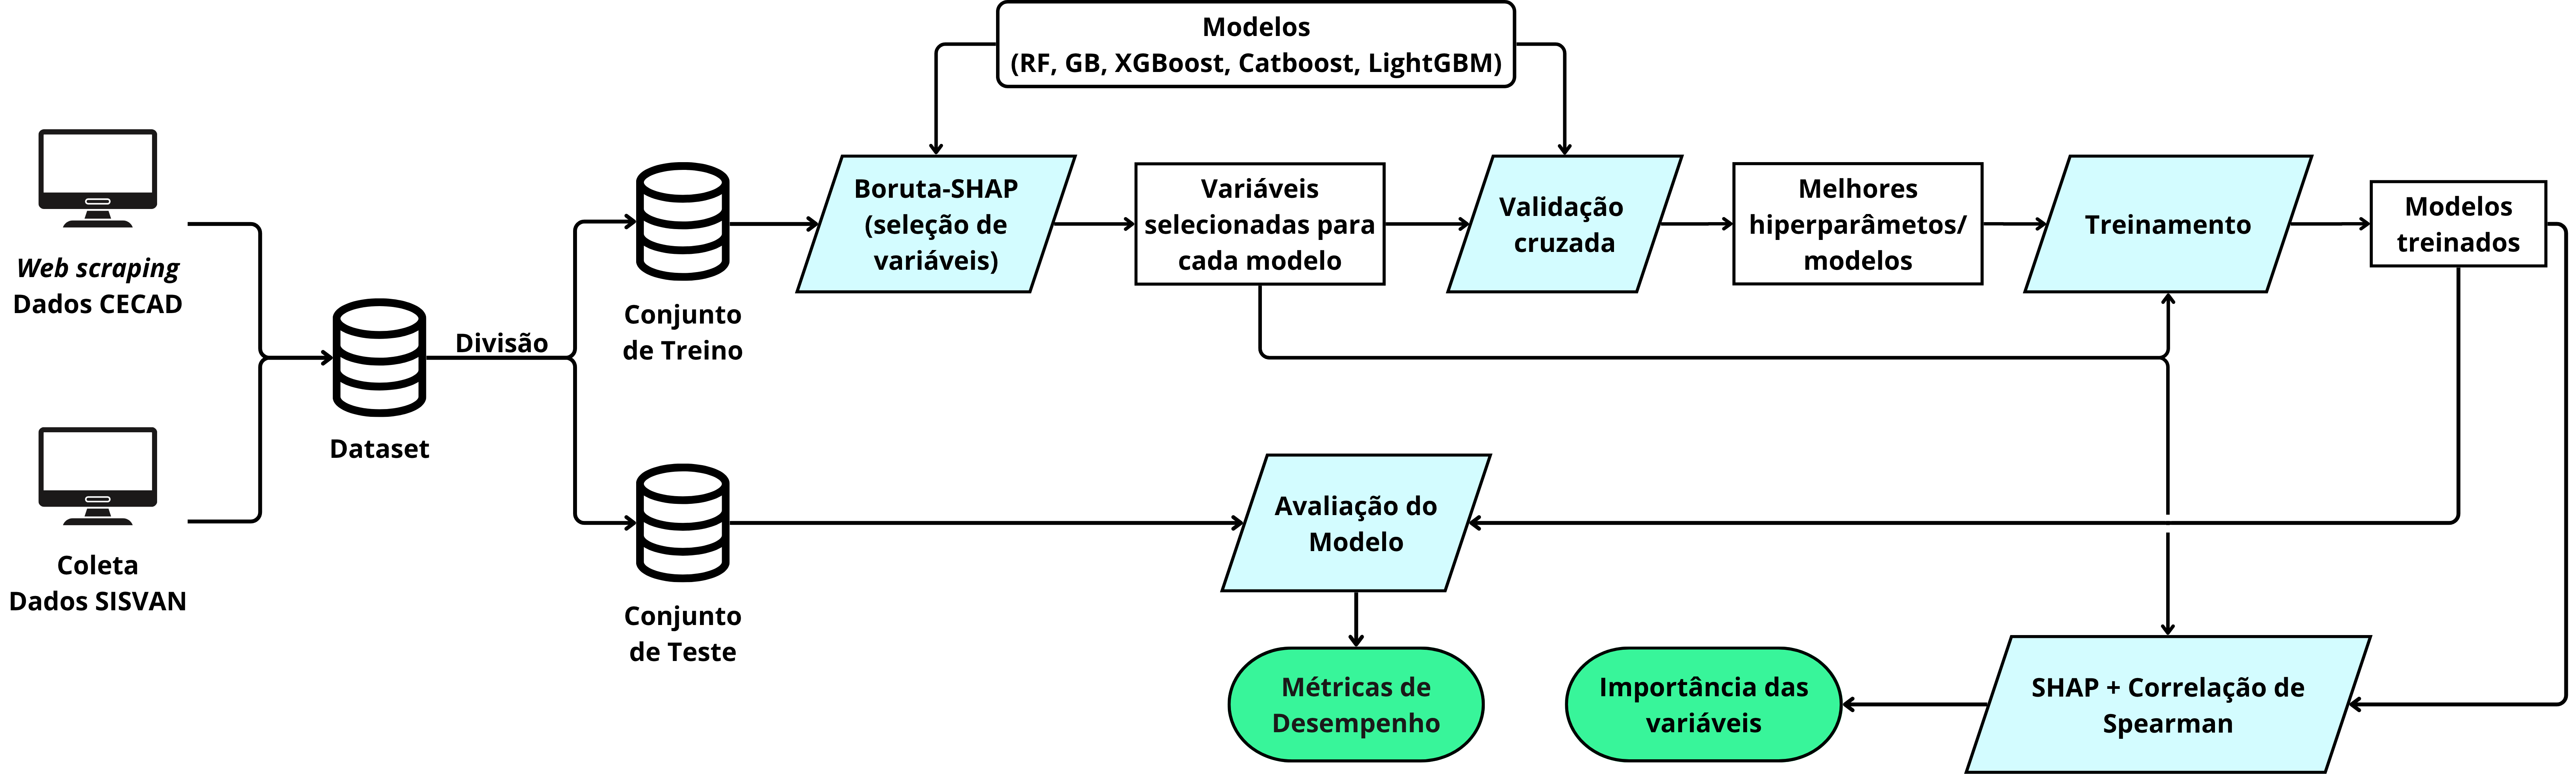 Modelos
(RF, GB, XGBoost, Catboost, LightGBM)
Web scraping
Dados CECAD
Coleta
Dados SISVAN
Dataset
Divisão
Conjunto
de Treino
Conjunto
de Teste
Boruta-SHAP
(seleção de
variáveis)
Variáveis
selecionadas para
cada modelo
Validação
cruzada
Melhores
hiperparâmetos/
modelos
Treinamento
Modelos
treinados
Avaliação do
Modelo
Métricas de
Desempenho
Importância das
variáveis
SHAP + Correlação de
Spearman